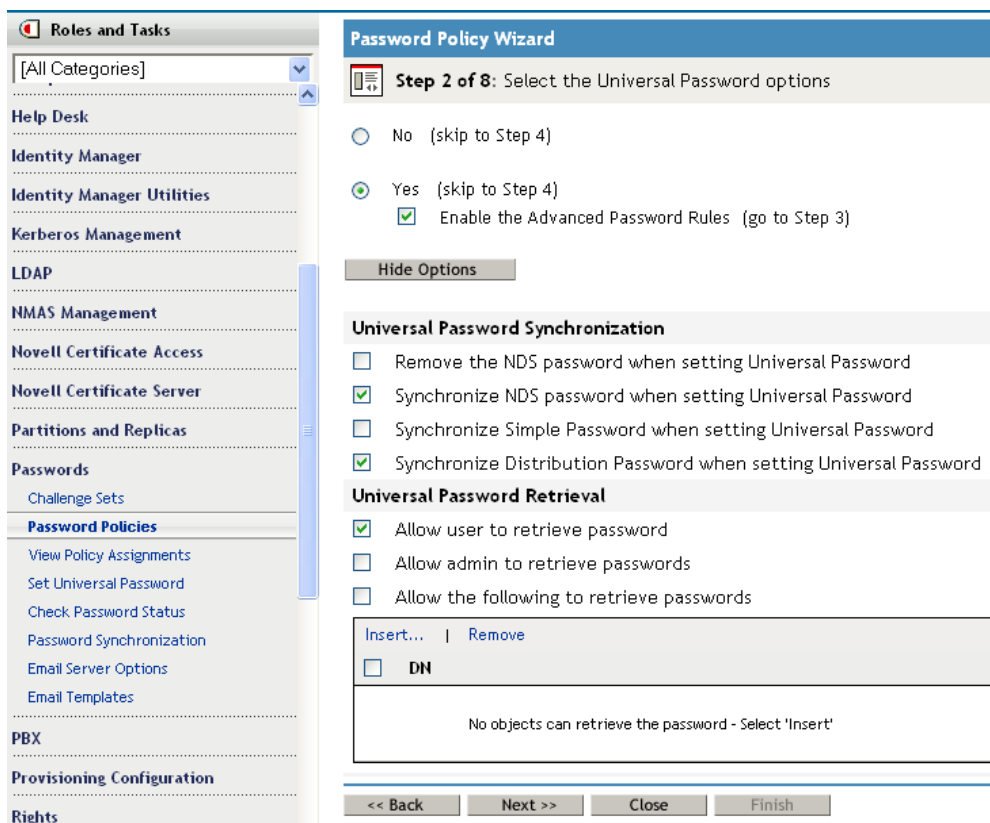 Roles and Tasks
[All Categories]
Help Desk
Identity Manager
Identity Manager Utilities
Kerberos Management
LDAP
NMAS Management
Novell Certificate Access
Novell Certificate Server
Partitions and Replicas
Passwords
Challenge Sets
Password Policies
View Policy Assignments
Set Universal Password
Check Password Status
Password Synchronization
Email Server Options
Email Templates
PBX
Provisioning Configuration
Rights
Password Policy Wizard
Step 2 of 8: Select the Universal Password options
No (skip to Step 4)
Yes (skip to Step 4)
Enable the Advanced Password Rules (go to Step 3)
Hide Options
Universal Password Synchronization
Remove the NDS password when setting Universal Password
Synchronize NDS password when setting Universal Password
Synchronize Simple Password when setting Universal Password
Synchronize Distribution Password when setting Universal Password
Universal Password Retrieval
Allow user to retrieve password
Allow admin to retrieve passwords
Allow the following to retrieve passwords
Insert... | Remove
DN
No objects can retrieve the password - Select 'Insert'
<< Back Next >> Close Finish